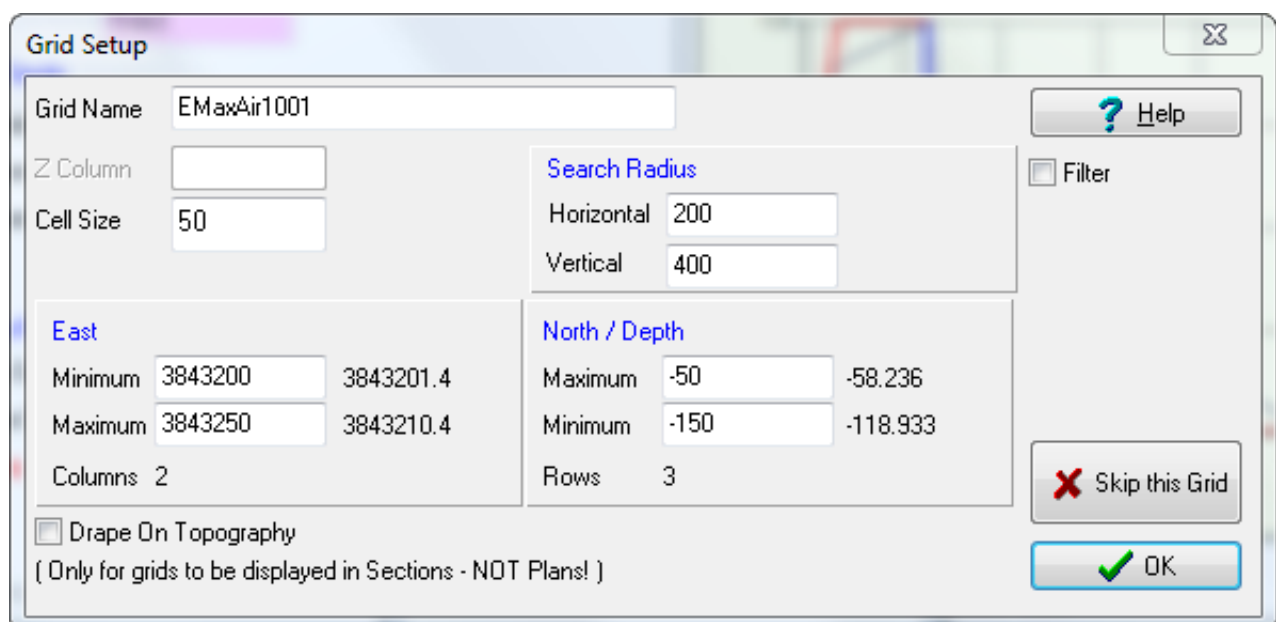 Grid Setup
Grid Name EMaxAir1001
Help
Z Column
Search Radius
Filter
Cell Size 50
Horizontal 200
Vertical 400
East
North / Depth
Minimum 3843200 3843201.4
Maximum -50 -58.236
Maximum 3843250 3843210.4
Minimum -150 -118.933
Columns 2
Rows 3
Skip this Grid
Drape On Topography
( Only for grids to be displayed in Sections - NOT Plans! )
OK